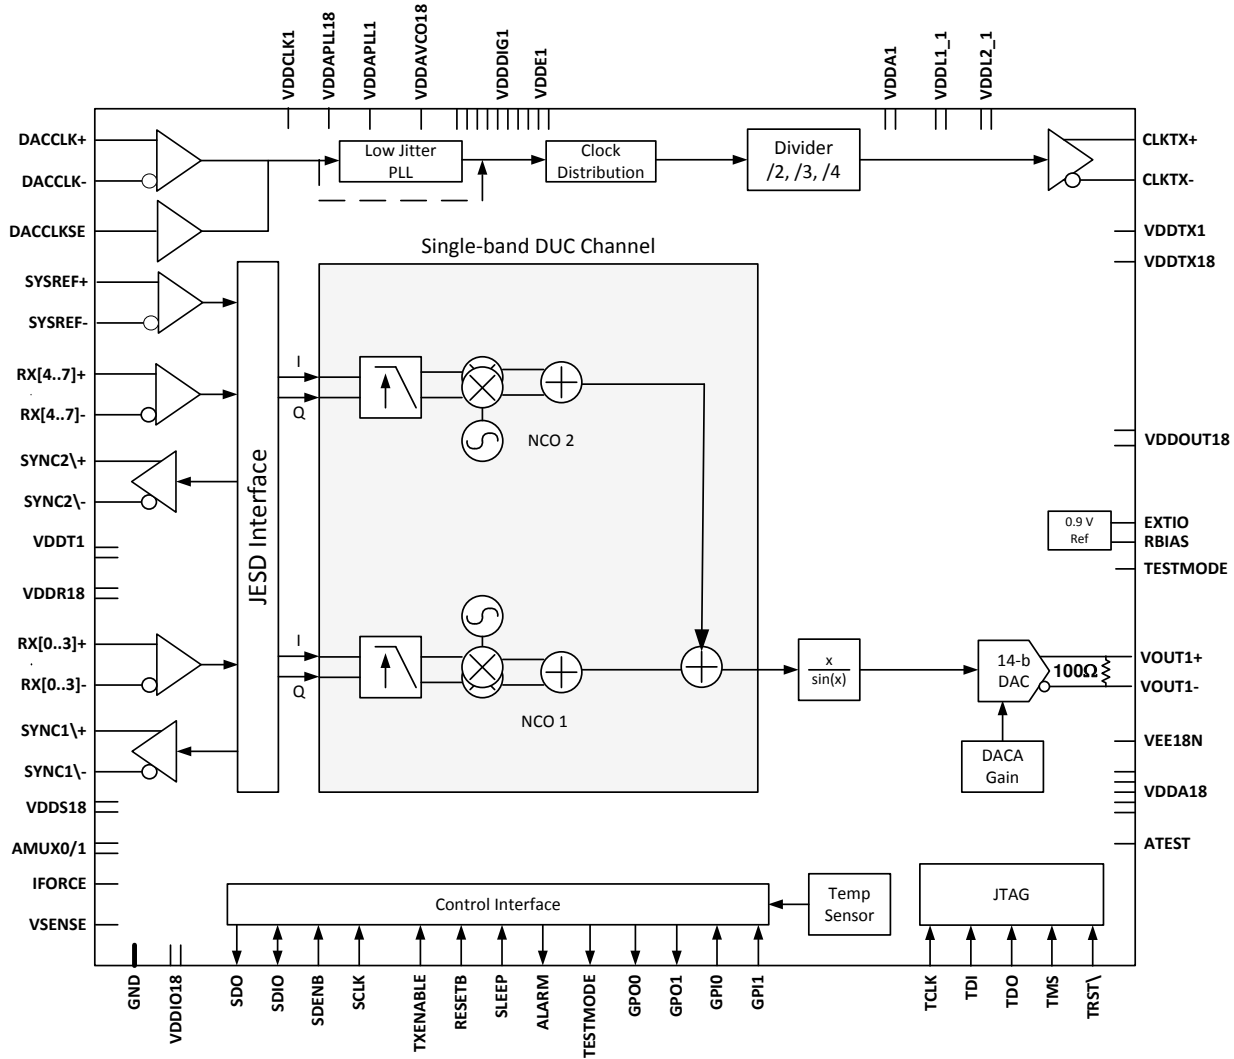 VDDCLK1
VDDAPLL18
VDDAPLL1
VDDAVCO18
VDDDIG1
VDDE1
VDDA1
VDDL1_1
VDDL2_1
DACCLK+
DACCLK-
DACCLKSE
SYSREF+
SYSREF-
RX[4..7]+
RX[4..7]-
SYNC2\+
SYNC2\-
VDDT1
VDDR18
RX[0..3]+
RX[0..3]-
SYNC1\+
SYNC1\-
VDDS18
AMUX0/1
IFORCE
VSENSE
Low Jitter
PLL
Clock
Distribution
Divider
/2, /3, /4
Single-band DUC Channel
JESD Interface
I
Q
NCO 2
I
Q
NCO 1
x
sin(x)
14-b
DAC
100Ω
DACA
Gain
0.9 V
Ref
CLKTX+
CLKTX-
VDDTX1
VDDTX18
VDDOUT18
EXTIO
RBIAS
TESTMODE
VOUT1+
VOUT1-
VEE18N
VDDA18
ATEST
Control Interface
Temp
Sensor
JTAG
GND
VDDIO18
SDO
SDIO
SDENB
SCLK
TXENABLE
RESETB
SLEEP
ALARM
TESTMODE
GPO0
GPO1
GPI0
GPI1
TCLK
TDI
TDO
TMS
TRST\